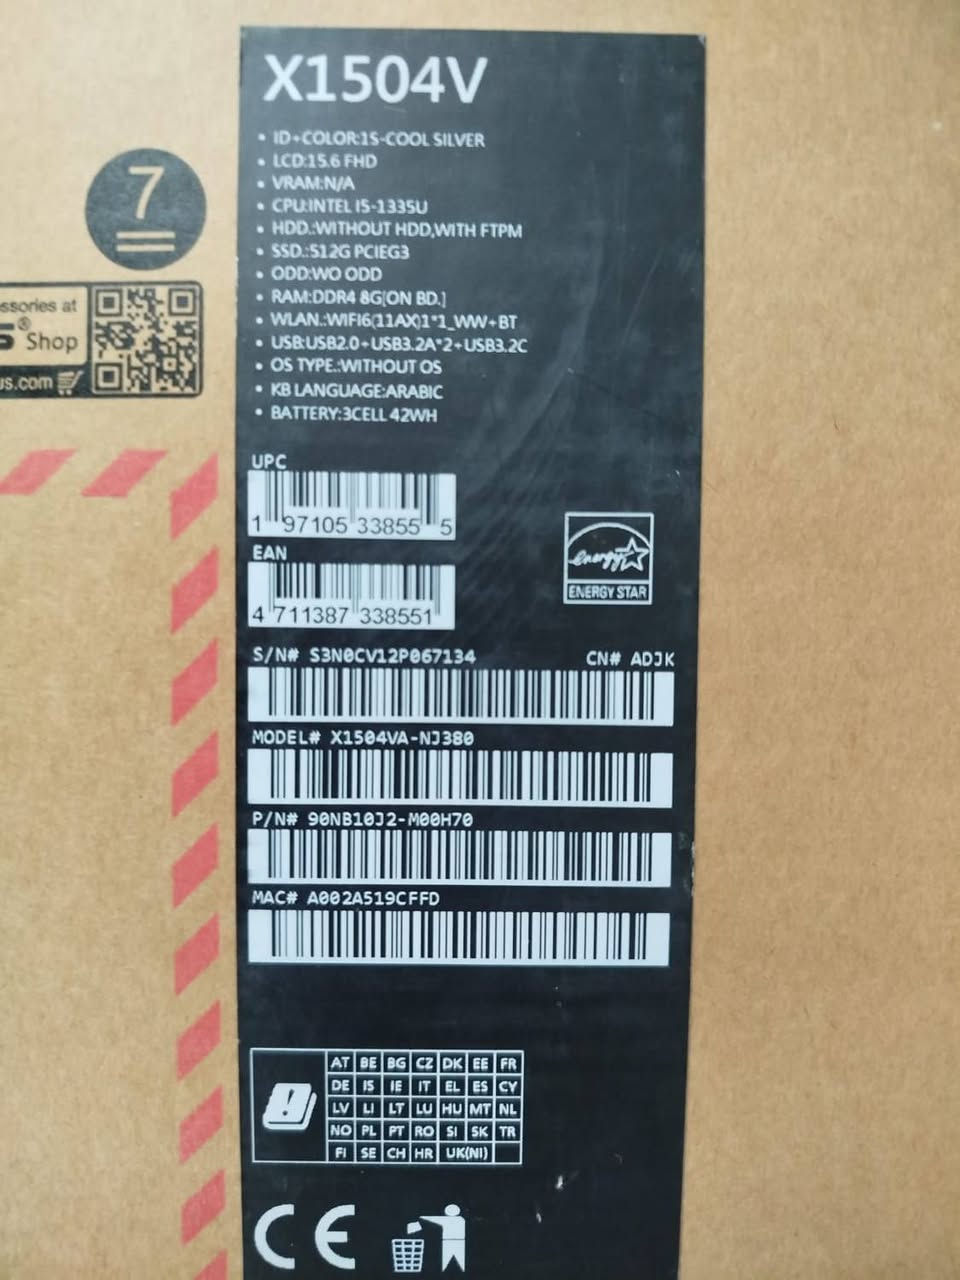 X1504V
• ID+COLOR:1S-COOL SILVER
• LCD:15.6 FHD
• VRAM:N/A
• CPU:INTEL I5-1335U
• HDD.:WITHOUT HDD,WITH FTPM
• SSD.:512G PCIEG3
• ODD:WO ODD
• RAM:DDR4 8G[ON BD.]
• WLAN.:WIFI6(11AX)1*1_WW+BT
• USB:USB2.0+USB3.2A*2+USB3.2C
• OS TYPE.:WITHOUT OS
• KB LANGUAGE:ARABIC
• BATTERY:3CELL 42WH
7
ssories at
S® Shop
us.com
UPC
1 97105 33855 5
EAN
4 711387 338551
energy
ENERGY STAR
S/N# S3N0CV12P067134 CN# ADJK
MODEL# X1504VA-NJ380
P/N# 90NB10J2-M00H70
MAC# A002A519CFFD
AT BE BG CZ DK EE FR
DE IS IE IT EL ES CY
LV LI LT LU HU MT NL
NO PL PT RO SI SK TR
FI SE CH HR UK(NI)
CE